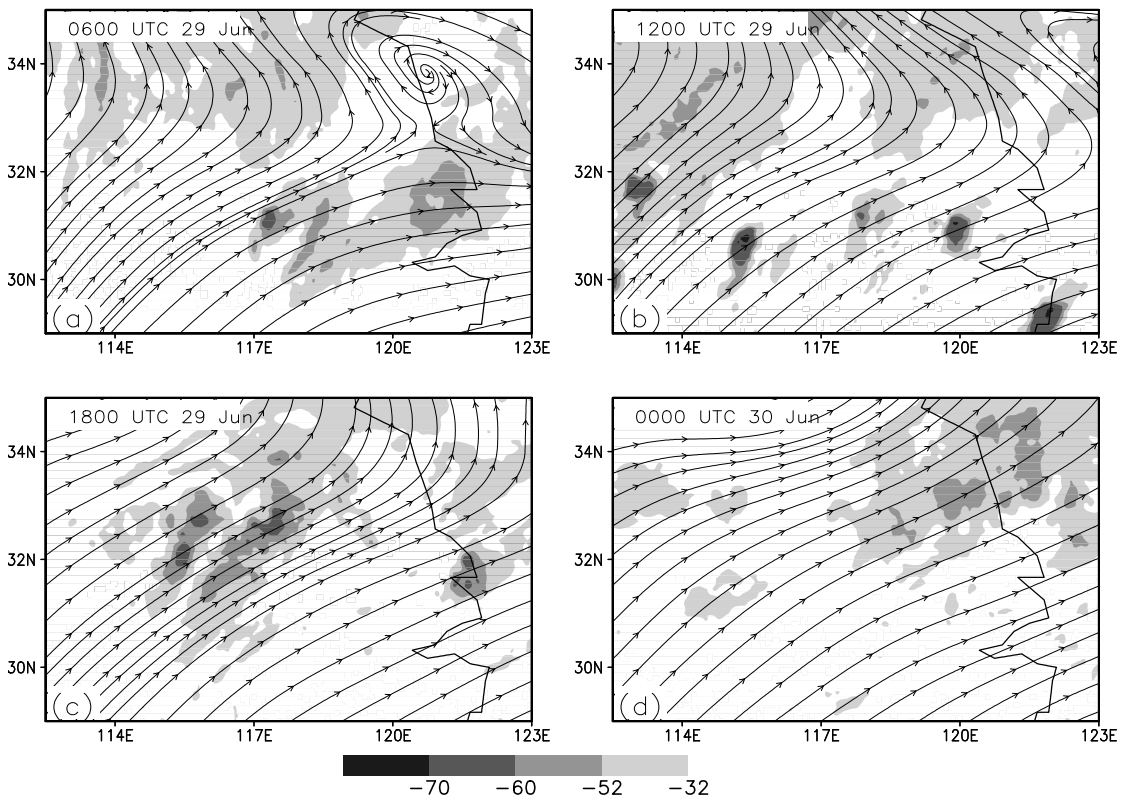 0600 UTC 29 Jun
1200 UTC 29 Jun
34N
34N
32N
32N
30N
30N
(a)
(b)
114E 117E 120E 123E
114E 117E 120E 123E
1800 UTC 29 Jun
0000 UTC 30 Jun
34N
34N
32N
32N
30N
30N
(c)
(d)
114E 117E 120E 123E
114E 117E 120E 123E
−70 −60 −52 −32